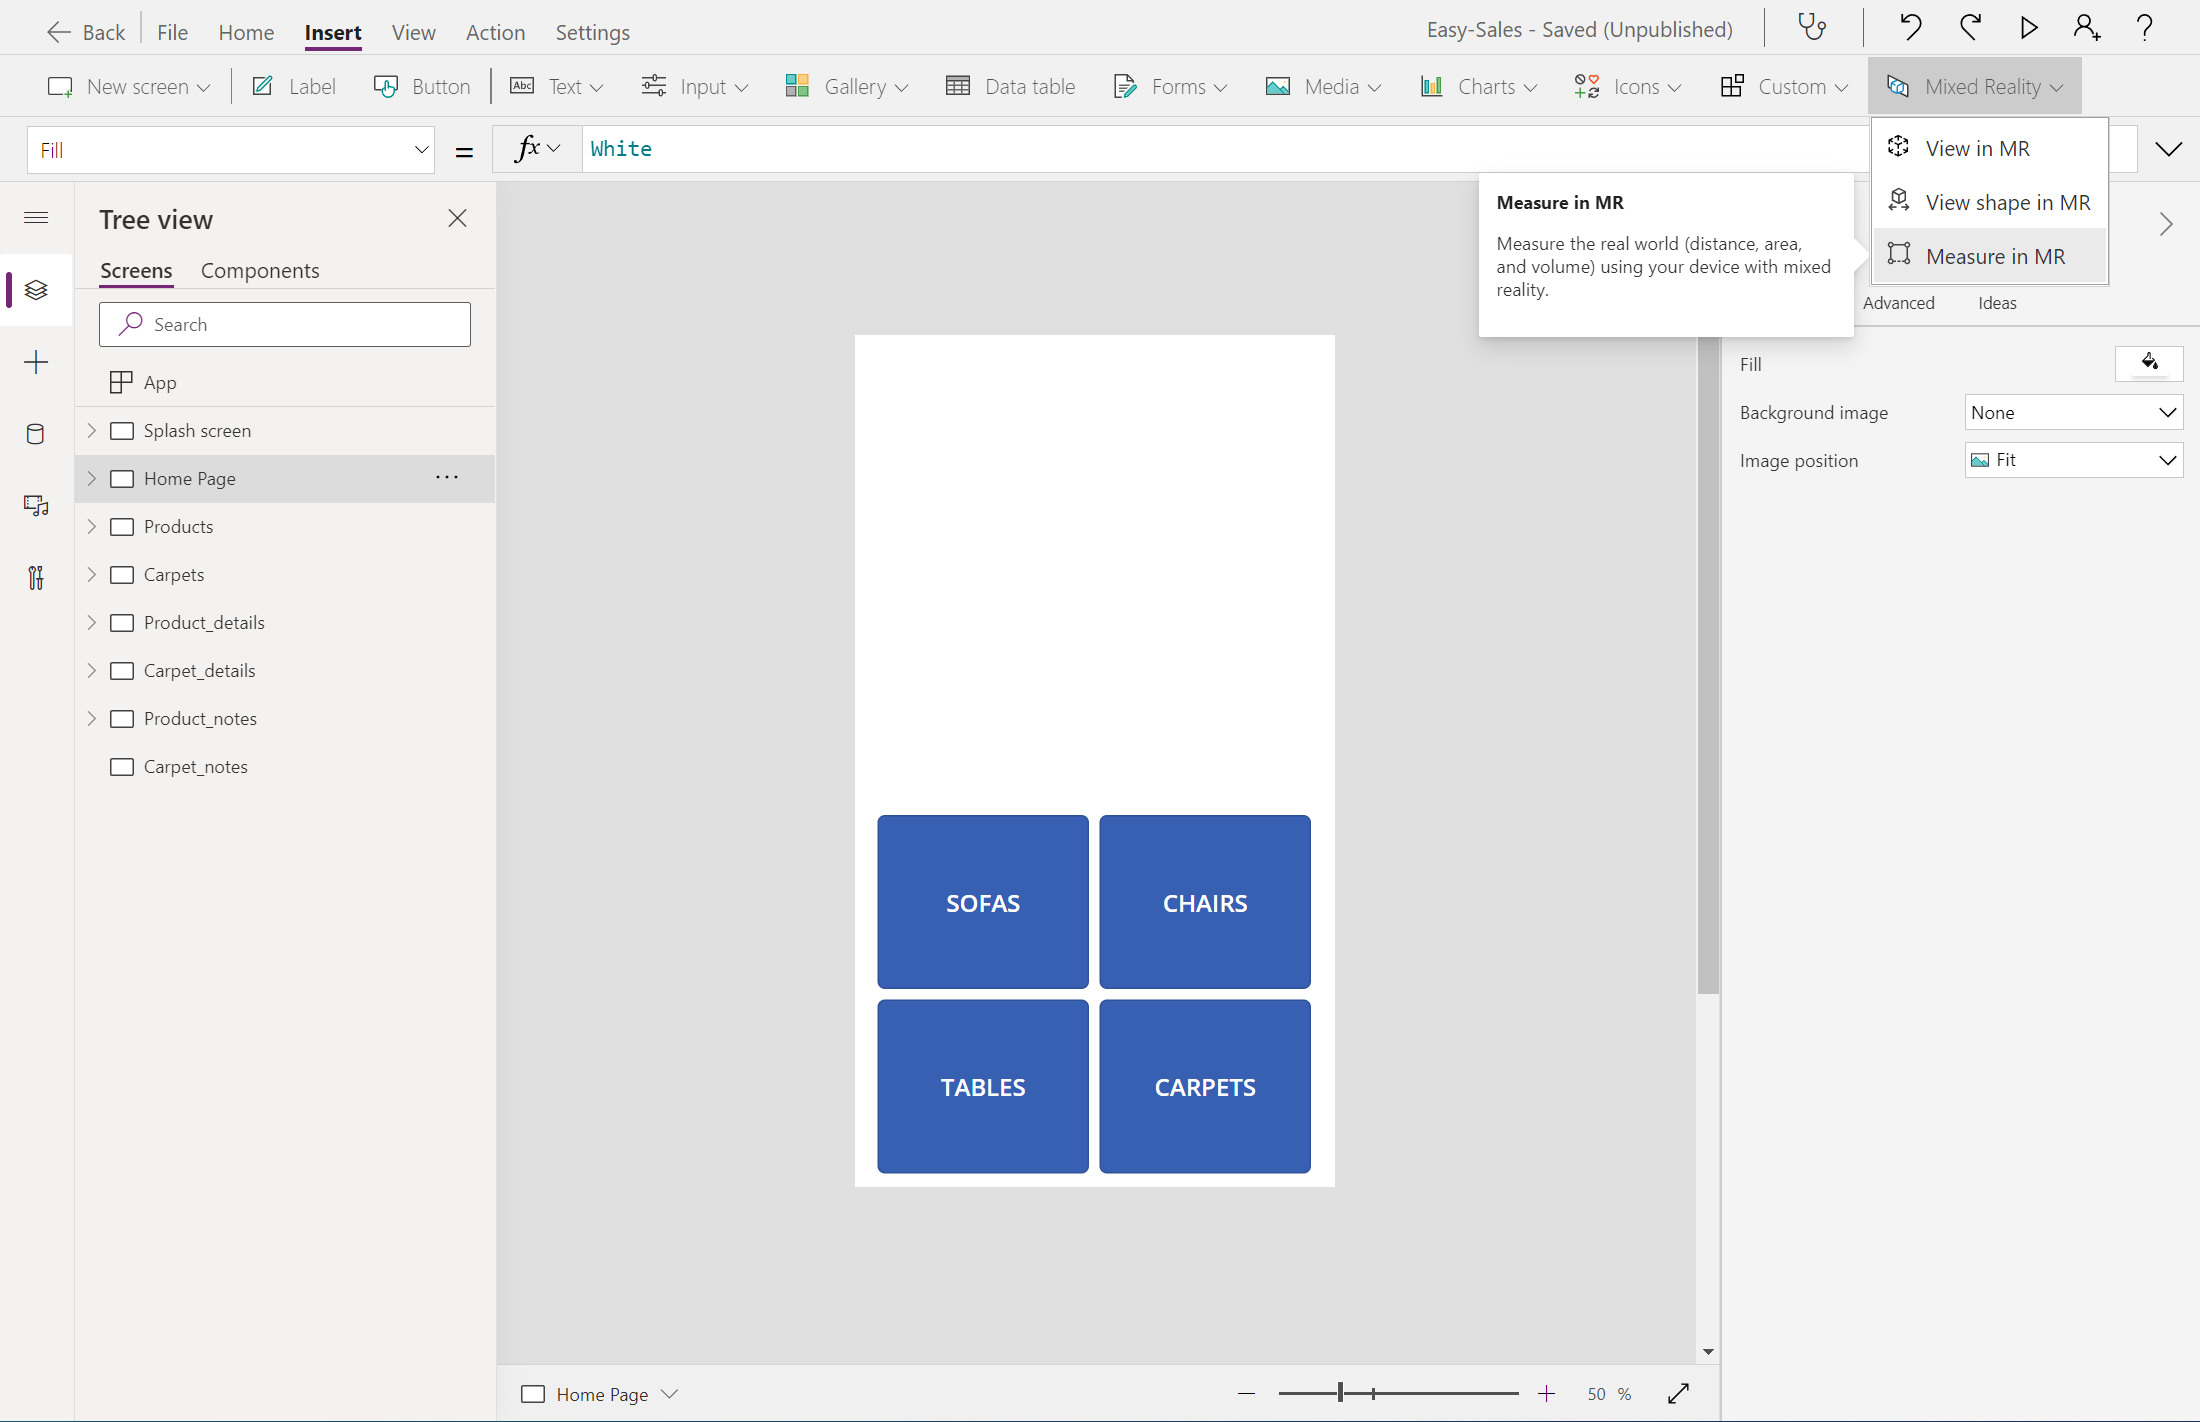 Back File Home Insert View Action Settings Easy-Sales - Saved (Unpublished)
New screen Label Button Abc Text Input Gallery Data table Forms Media Charts Icons Custom Mixed Reality
Fill = fx White
View in MR
View shape in MR
Measure in MR
Measure in MR
Measure the real world (distance, area,
and volume) using your device with mixed
reality.
Tree view
Screens Components
Search
App
Splash screen
Home Page ...
Products
Carpets
Product_details
Carpet_details
Product_notes
Carpet_notes
SOFAS CHAIRS
TABLES CARPETS
Advanced Ideas
Fill
Background image None
Image position Fit
Home Page 50 %